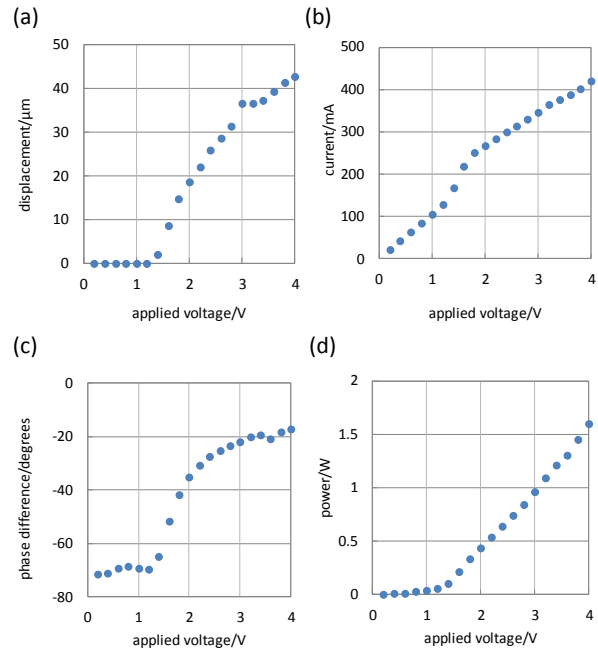 (a)
50
40
30
20
10
0
displacement/µm
0 1 2 3 4
applied voltage/V
(b)
500
400
300
200
100
0
current/mA
0 1 2 3 4
applied voltage/V
(c)
-0
-20
-40
-60
-80
phase difference/degrees
0 1 2 3 4
applied voltage/V
(d)
2
1.5
1
0.5
0
power/W
0 1 2 3 4
applied voltage/V